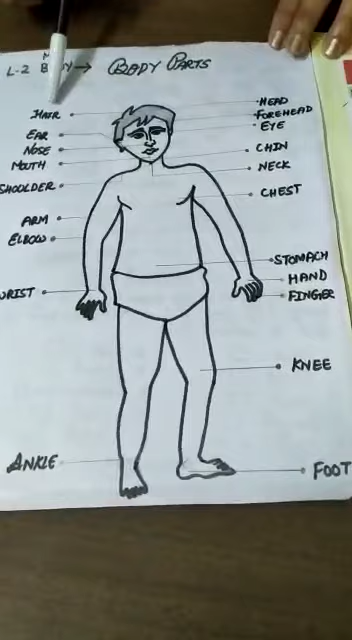 L-2 BODY → BODY PARTS
HAIR
EAR
NOSE
MOUTH
SHOULDER
ARM
ELBOW
WRIST
ANKLE
HEAD
FOREHEAD
EYE
CHIN
NECK
CHEST
STOMACH
HAND
FINGER
KNEE
FOOT